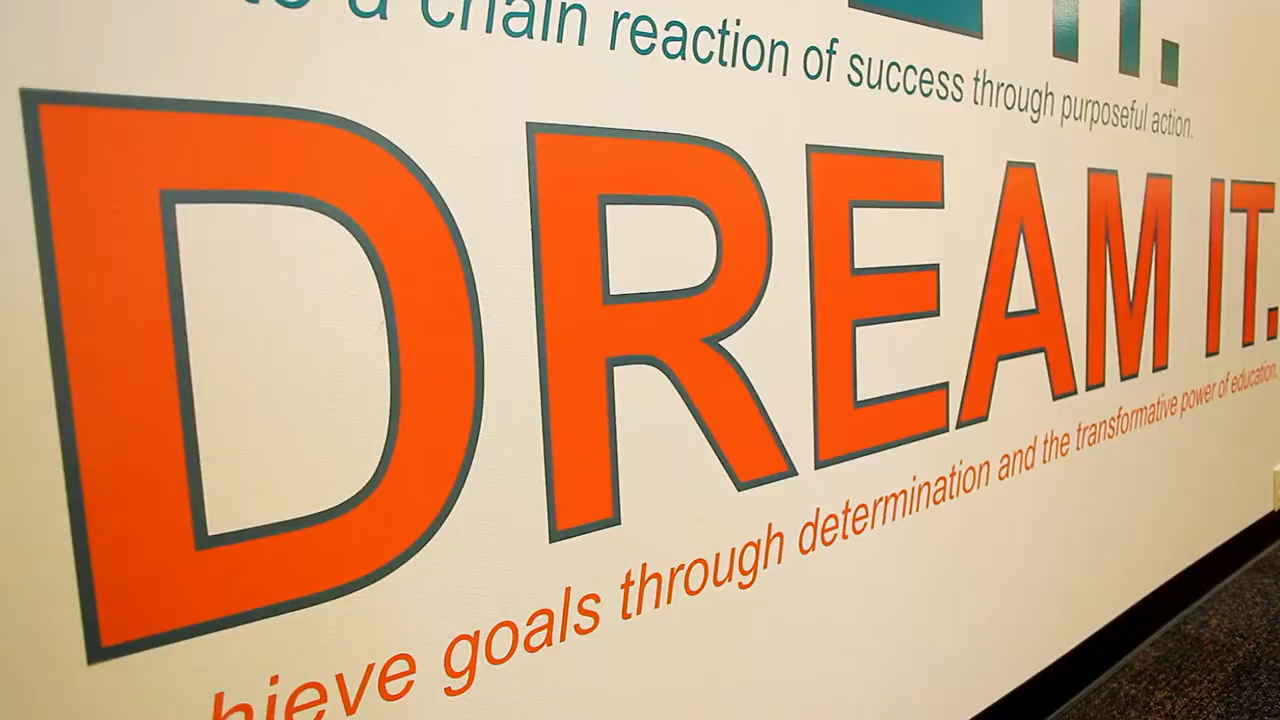 to a chain reaction of success through purposeful action.
DREAM IT.
hieve goals through determination and the transformative power of education.